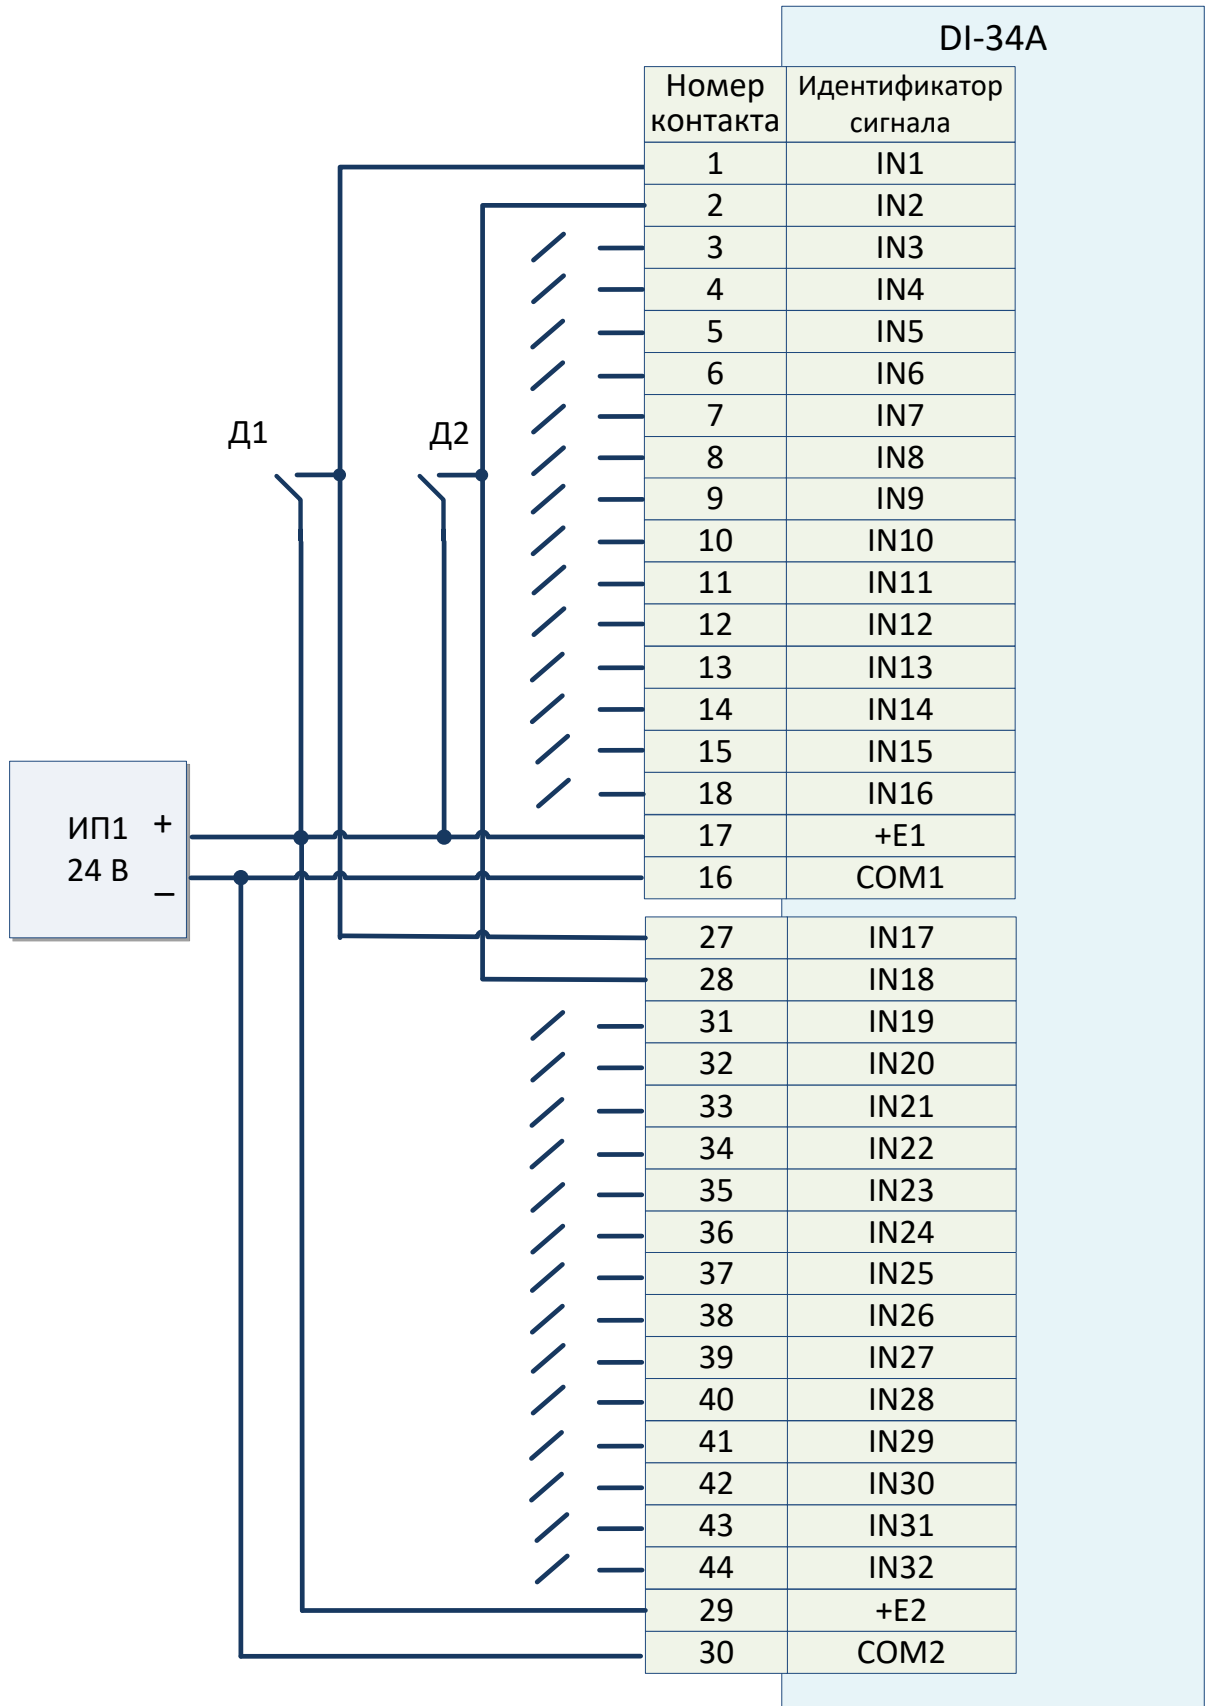 DI-34A
Номер Идентификатор
контакта сигнала
1 IN1
2 IN2
3 IN3
4 IN4
5 IN5
6 IN6
7 IN7
Д1 Д2
8 IN8
9 IN9
10 IN10
11 IN11
12 IN12
13 IN13
14 IN14
15 IN15
18 IN16
ИП1 +
17 +E1
24 В –
16 COM1
27 IN17
28 IN18
31 IN19
32 IN20
33 IN21
34 IN22
35 IN23
36 IN24
37 IN25
38 IN26
39 IN27
40 IN28
41 IN29
42 IN30
43 IN31
44 IN32
29 +E2
30 COM2